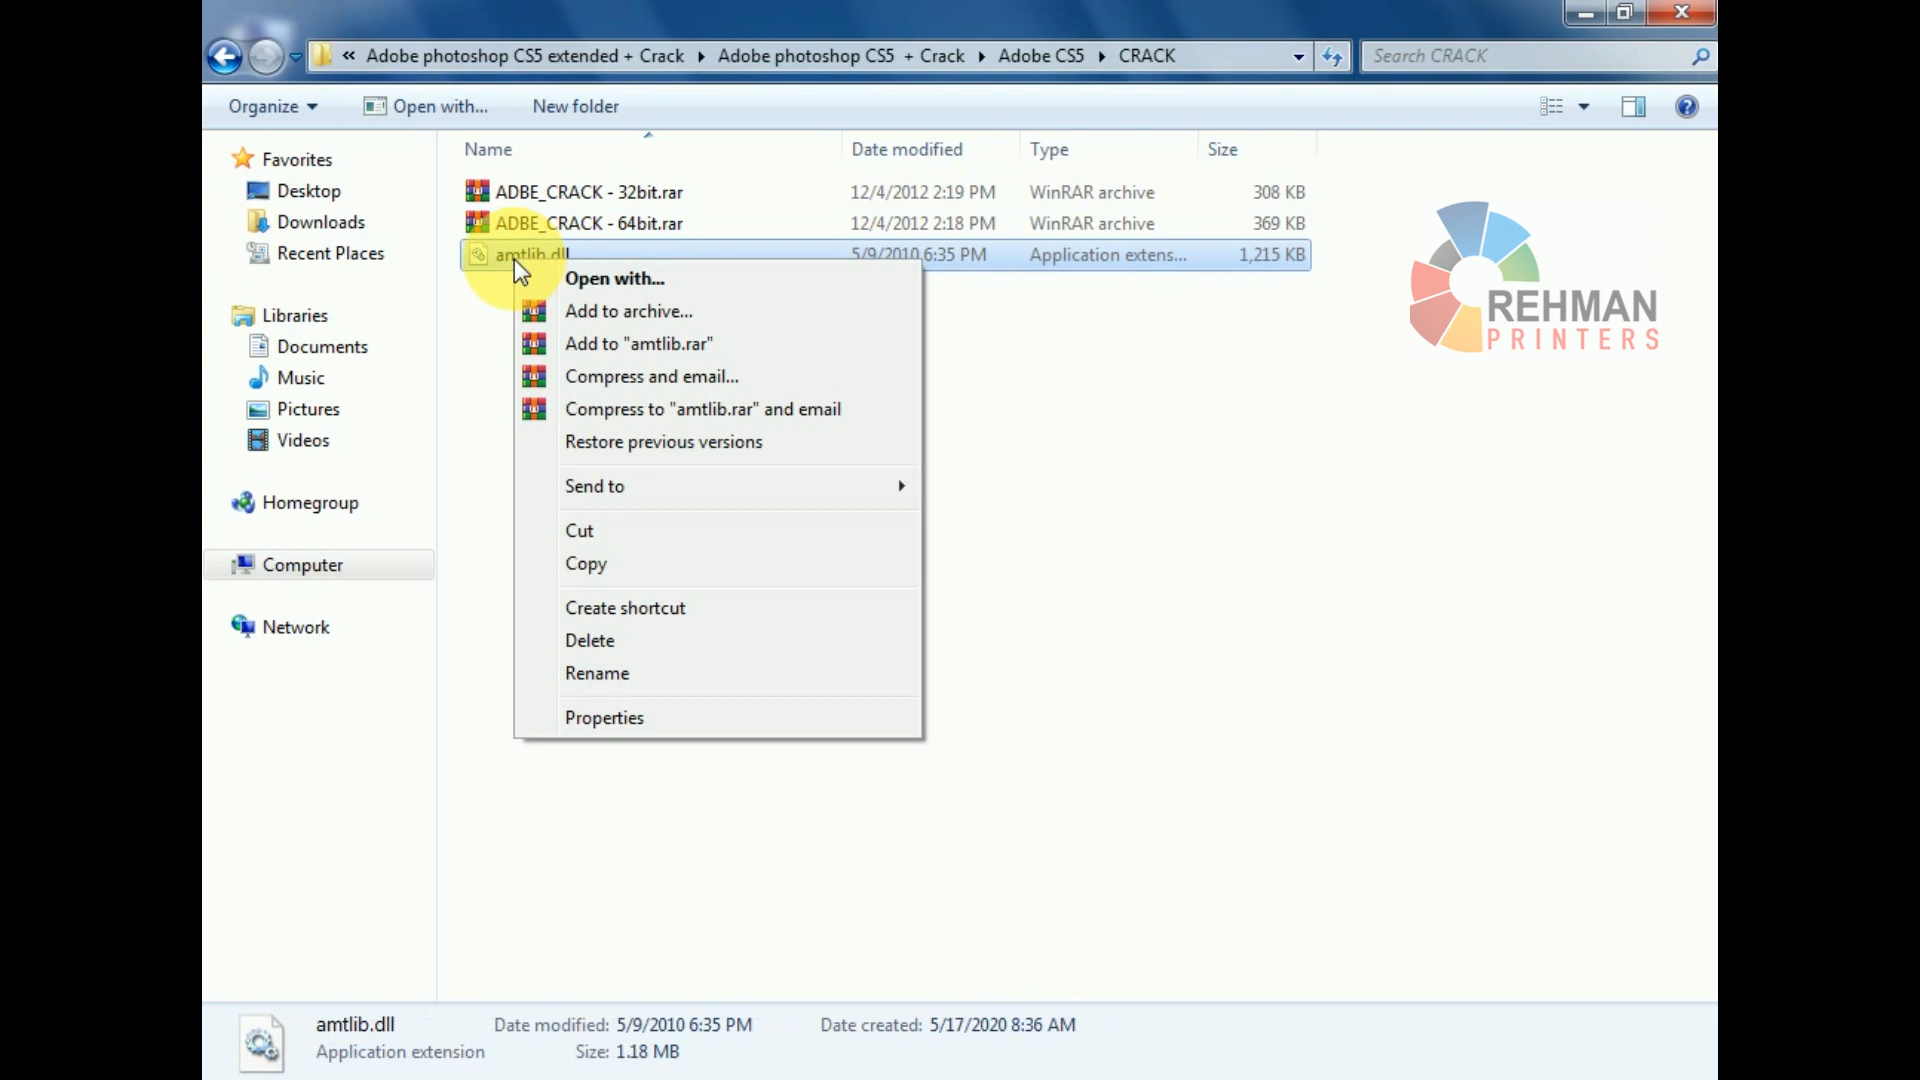 « Adobe photoshop CS5 extended + Crack ▸ Adobe photoshop CS5 + Crack ▸ Adobe CS5 ▸ CRACK
Search CRACK
Organize
Open with...
New folder
Name
Date modified
Type
Size
ADBE_CRACK - 32bit.rar 12/4/2012 2:19 PM WinRAR archive 308 KB
ADBE_CRACK - 64bit.rar 12/4/2012 2:18 PM WinRAR archive 369 KB
amtlib.dll 5/9/2010 6:35 PM Application extens... 1,215 KB
Favorites
Desktop
Downloads
Recent Places
Libraries
Documents
Music
Pictures
Videos
Homegroup
Computer
Network
Open with...
Add to archive...
Add to "amtlib.rar"
Compress and email...
Compress to "amtlib.rar" and email
Restore previous versions
Send to
Cut
Copy
Create shortcut
Delete
Rename
Properties
REHMAN
PRINTERS
amtlib.dll Date modified: 5/9/2010 6:35 PM Date created: 5/17/2020 8:36 AM
Application extension Size: 1.18 MB